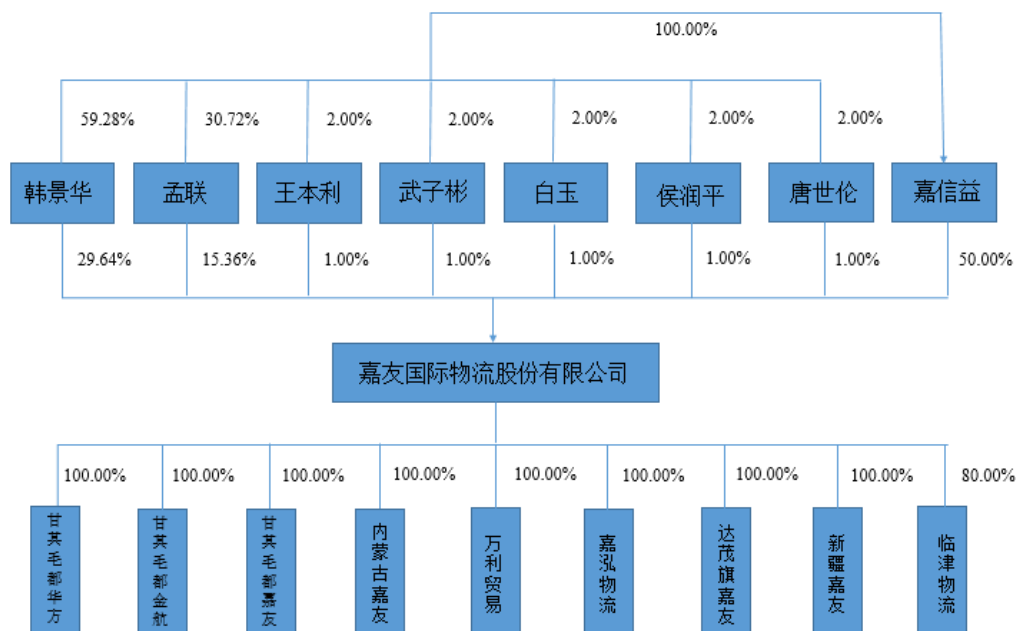 100.00%
59.28%
30.72%
2.00%
2.00%
2.00%
2.00%
2.00%
韩景华
孟联
王本利
武子彬
白玉
侯润平
唐世伦
嘉信益
29.64%
15.36%
1.00%
1.00%
1.00%
1.00%
1.00%
50.00%
嘉友国际物流股份有限公司
100.00%
100.00%
100.00%
100.00%
100.00%
100.00%
100.00%
100.00%
80.00%
甘其毛都华方
甘其毛都金航
甘其毛都嘉友
内蒙古嘉友
万利贸易
嘉泓物流
达茂旗嘉友
新疆嘉友
临津物流